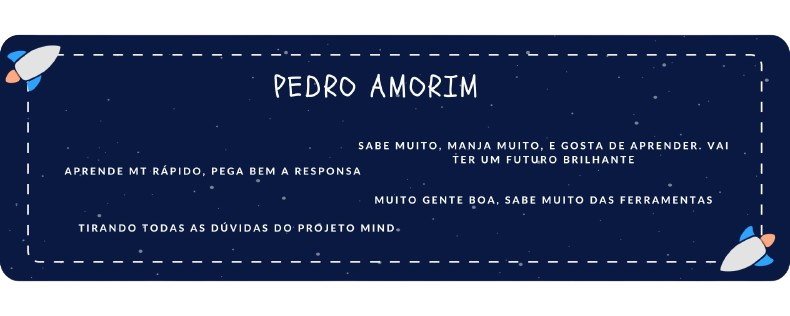 PEDRO AMORIM
SABE MUITO, MANJA MUITO, E GOSTA DE APRENDER. VAI
TER UM FUTURO BRILHANTE
APRENDE MT RÁPIDO, PEGA BEM A RESPONSA
MUITO GENTE BOA, SABE MUITO DAS FERRAMENTAS
TIRANDO TODAS AS DÚVIDAS DO PROJETO MIND